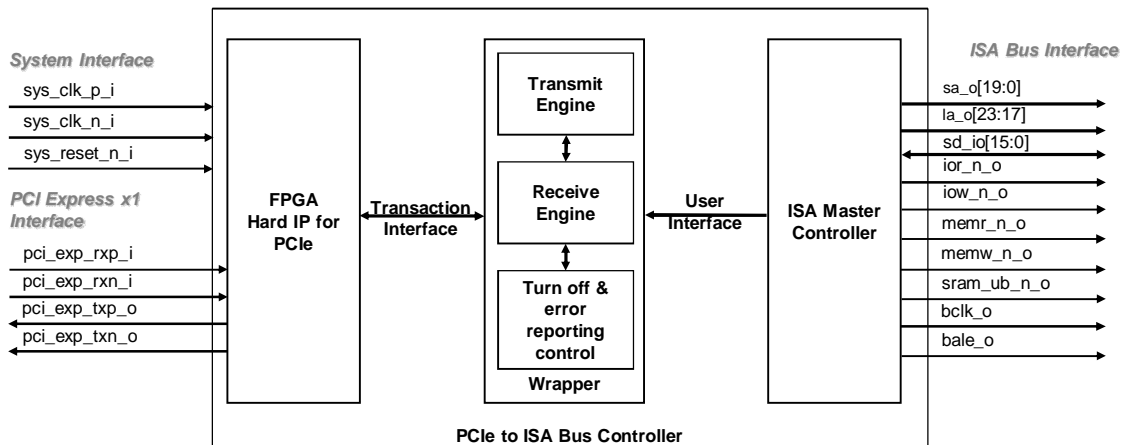 System Interface
sys_clk_p_i
sys_clk_n_i
sys_reset_n_i
PCI Express x1
Interface
pci_exp_rxp_i
pci_exp_rxn_i
pci_exp_txp_o
pci_exp_txn_o
FPGA
Hard IP for
PCIe
Transaction
Interface
Transmit
Engine
Receive
Engine
Turn off &
error
reporting
control
Wrapper
User
Interface
ISA Master
Controller
ISA Bus Interface
sa_o[19:0]
la_o[23:17]
sd_io[15:0]
ior_n_o
iow_n_o
memr_n_o
memw_n_o
sram_ub_n_o
bclk_o
bale_o
PCIe to ISA Bus Controller